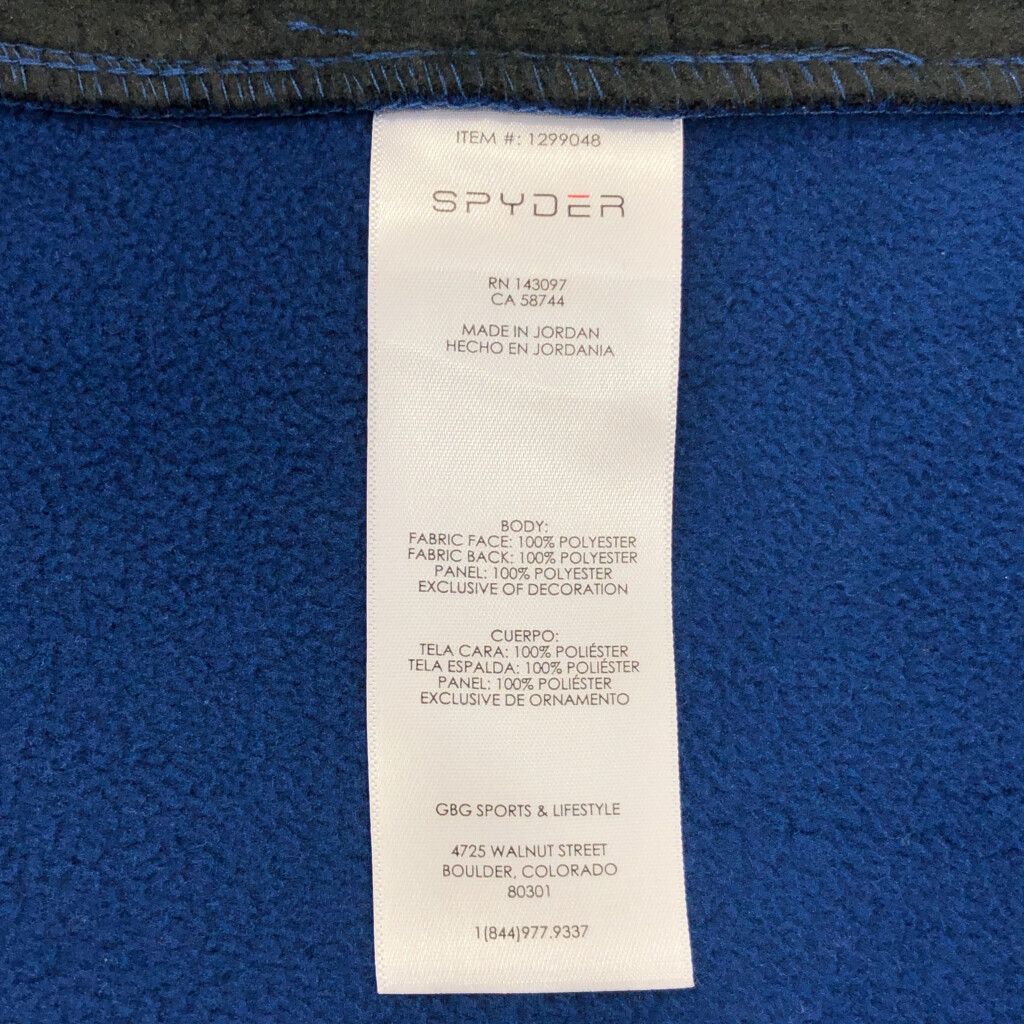 ITEM #: 1299048
SPYDER
RN 143097
CA 58744
MADE IN JORDAN
HECHO EN JORDANIA
BODY:
FABRIC FACE: 100% POLYESTER
FABRIC BACK: 100% POLYESTER
PANEL: 100% POLYESTER
EXCLUSIVE OF DECORATION
CUERPO:
TELA CARA: 100% POLIÉSTER
TELA ESPALDA: 100% POLIÉSTER
PANEL: 100% POLIÉSTER
EXCLUSIVE DE ORNAMENTO
GBG SPORTS & LIFESTYLE
4725 WALNUT STREET
BOULDER, COLORADO
80301
1(844)977.9337